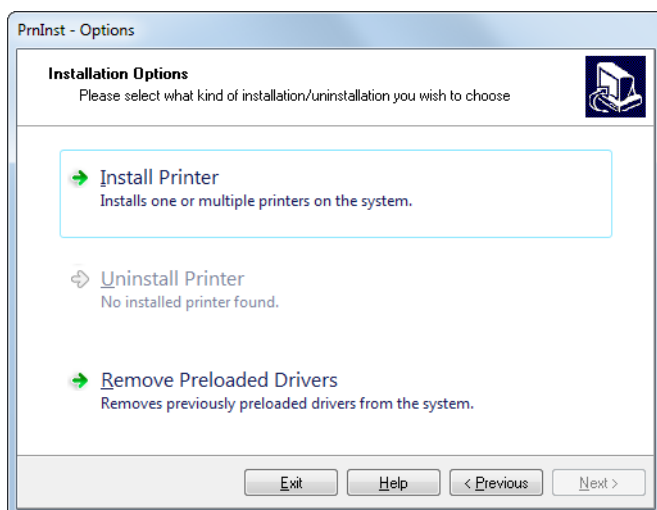 PrnInst - Options
Installation Options
Please select what kind of installation/uninstallation you wish to choose
Install Printer
Installs one or multiple printers on the system.
Uninstall Printer
No installed printer found.
Remove Preloaded Drivers
Removes previously preloaded drivers from the system.
Exit Help < Previous Next >